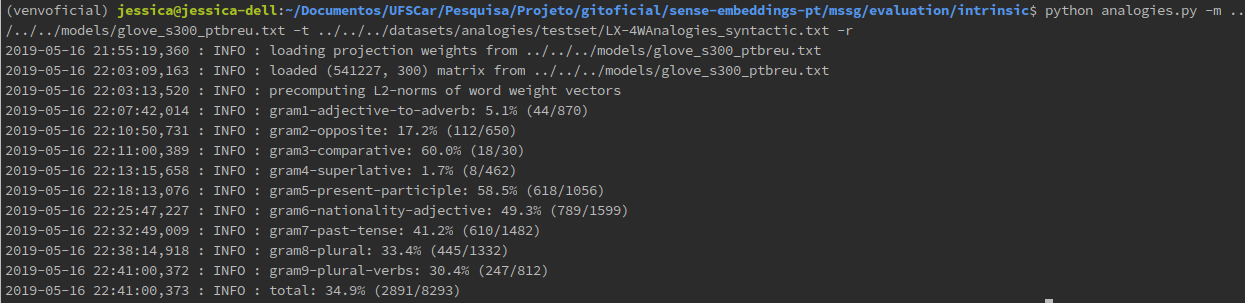 (venvoficial) jessica@jessica-dell:~/Documentos/UFSCar/Pesquisa/Projeto/gitoficial/sense-embeddings-pt/mssg/evaluation/intrinsic$ python analogies.py -m ..
/../../models/glove_s300_ptbreu.txt -t ../../../datasets/analogies/testset/LX-4WAnalogies_syntactic.txt -r
2019-05-16 21:55:19,360 : INFO : loading projection weights from ../../../models/glove_s300_ptbreu.txt
2019-05-16 22:03:09,163 : INFO : loaded (541227, 300) matrix from ../../../models/glove_s300_ptbreu.txt
2019-05-16 22:03:13,520 : INFO : precomputing L2-norms of word weight vectors
2019-05-16 22:07:42,014 : INFO : gram1-adjective-to-adverb: 5.1% (44/870)
2019-05-16 22:10:50,731 : INFO : gram2-opposite: 17.2% (112/650)
2019-05-16 22:11:00,389 : INFO : gram3-comparative: 60.0% (18/30)
2019-05-16 22:13:15,658 : INFO : gram4-superlative: 1.7% (8/462)
2019-05-16 22:18:13,076 : INFO : gram5-present-participle: 58.5% (618/1056)
2019-05-16 22:25:47,227 : INFO : gram6-nationality-adjective: 49.3% (789/1599)
2019-05-16 22:32:49,009 : INFO : gram7-past-tense: 41.2% (610/1482)
2019-05-16 22:38:14,918 : INFO : gram8-plural: 33.4% (445/1332)
2019-05-16 22:41:00,372 : INFO : gram9-plural-verbs: 30.4% (247/812)
2019-05-16 22:41:00,373 : INFO : total: 34.9% (2891/8293)